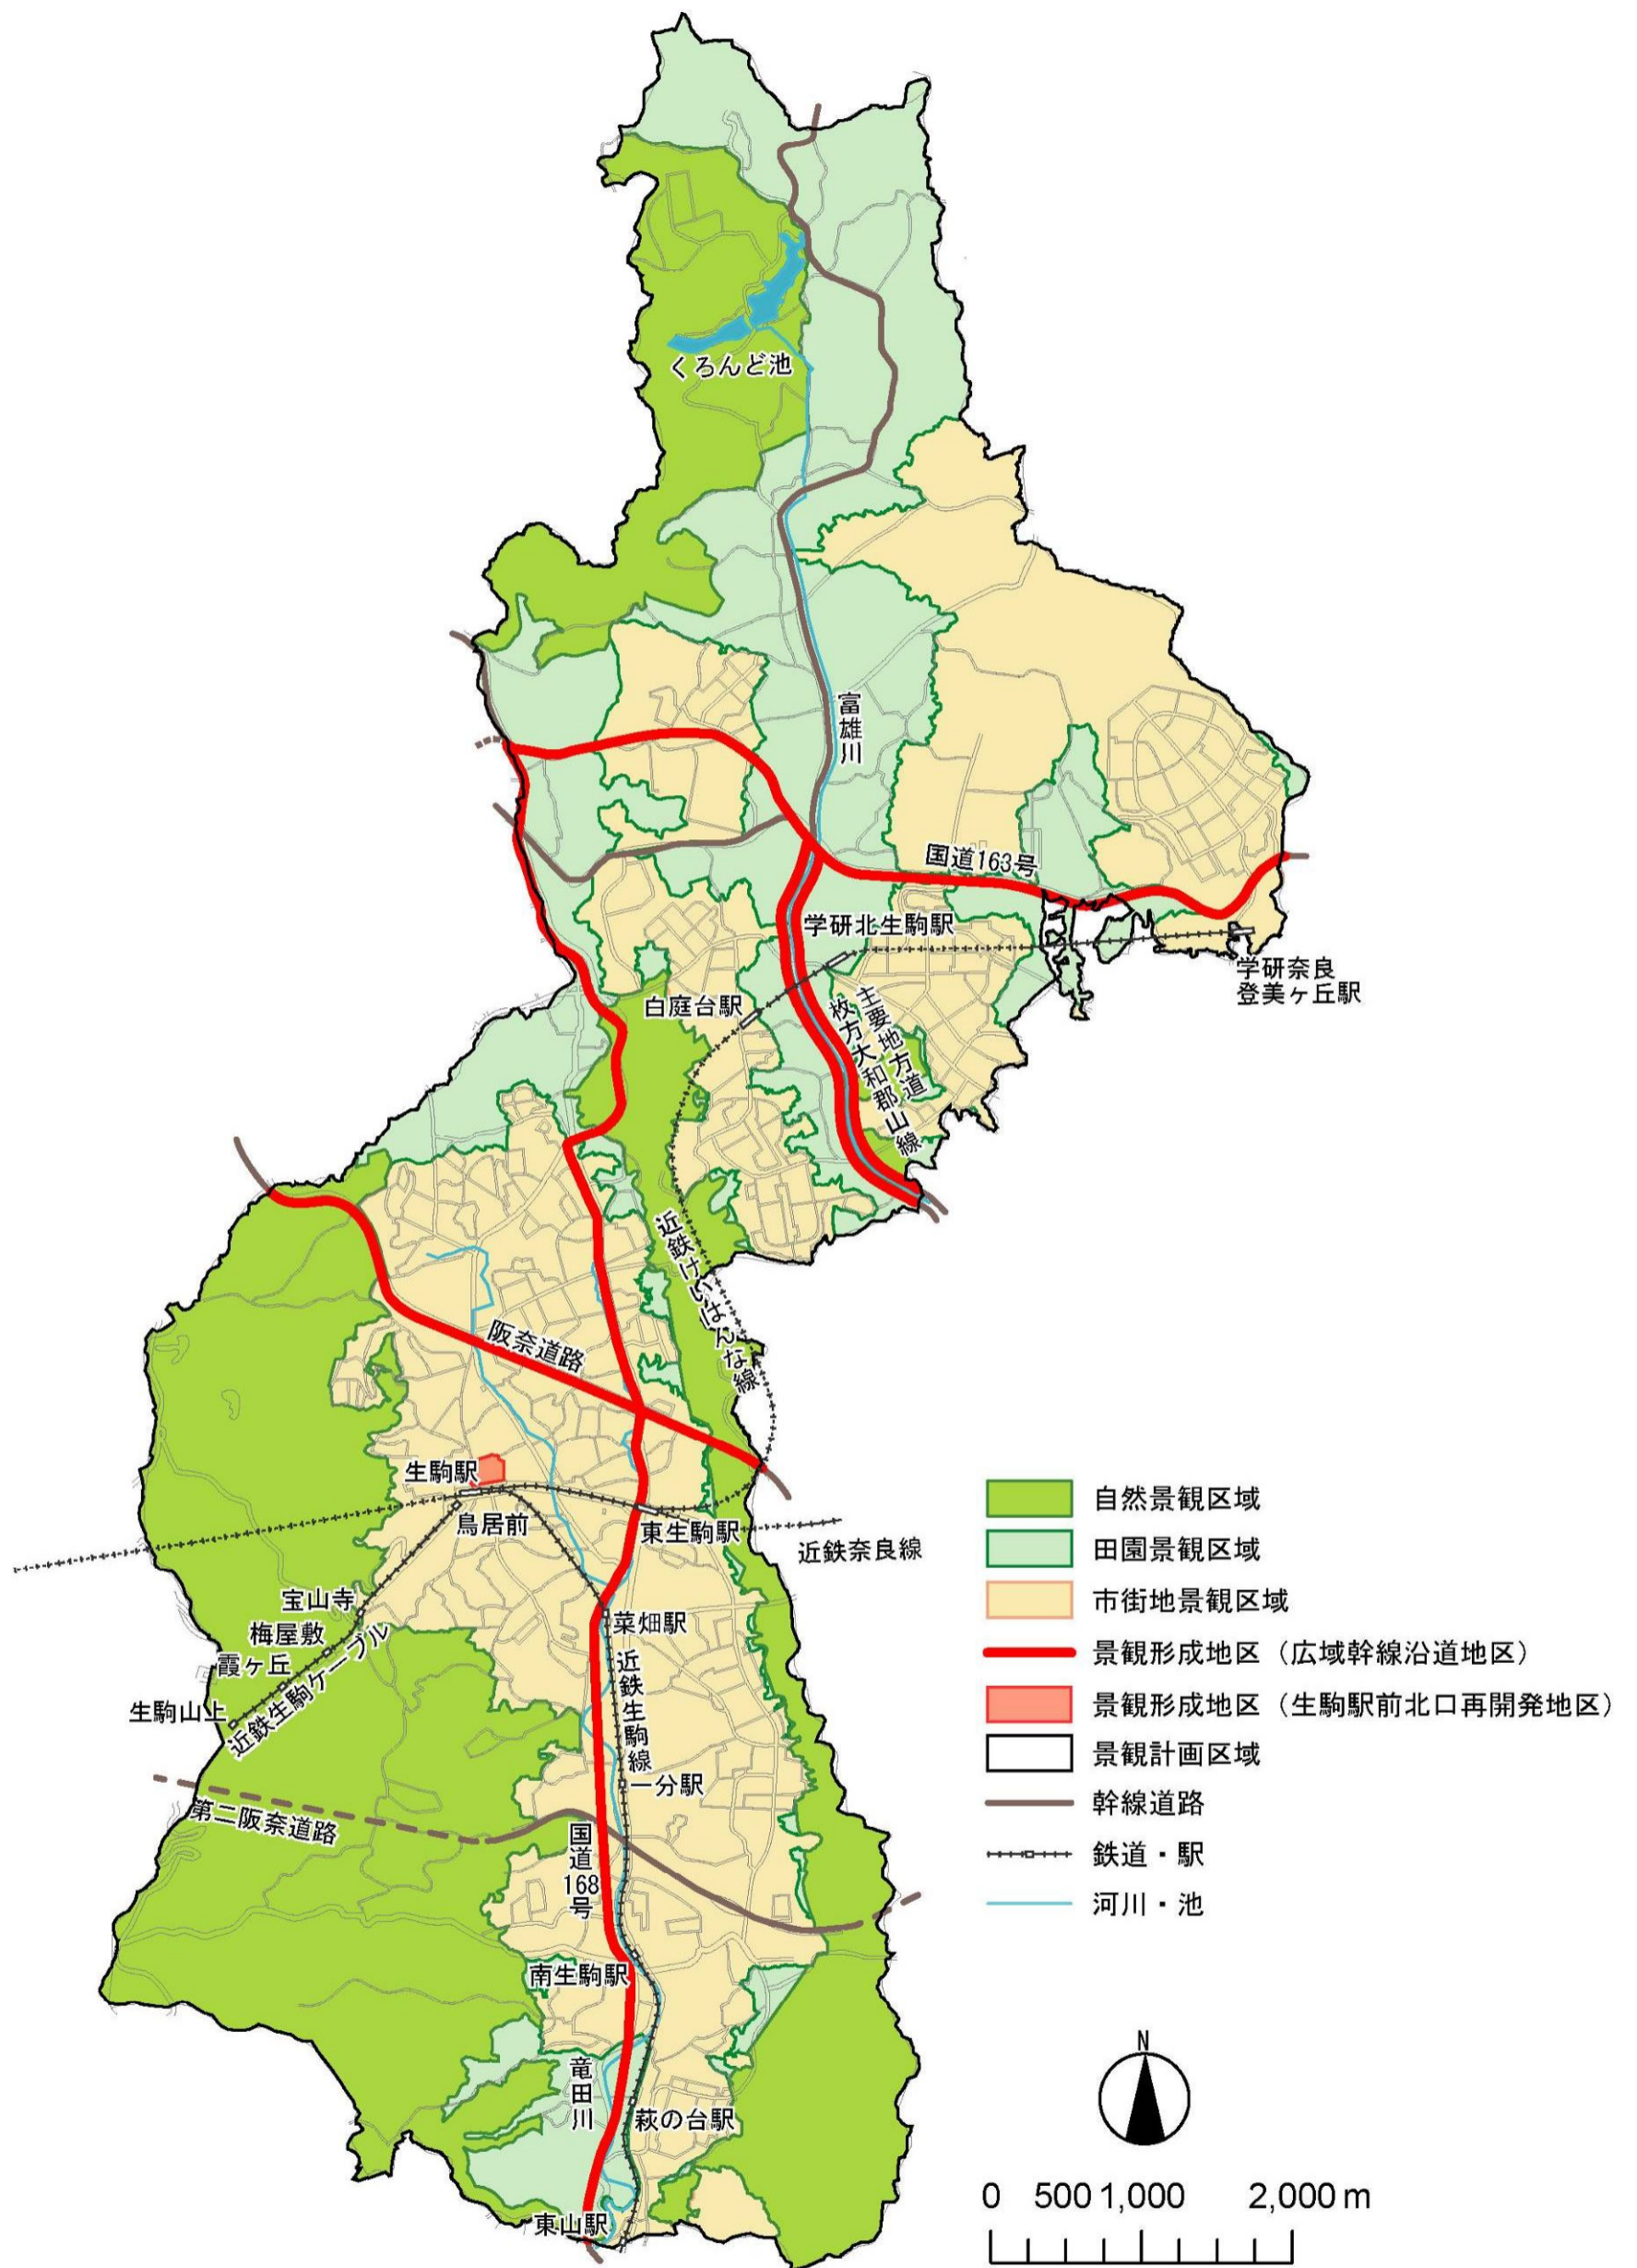 くろんど池
富雄川
国道163号
学研北生駒駅
学研奈良
登美ヶ丘駅
白庭台駅
主要地方道
枚方大和郡山線
近鉄けいはんな線
阪奈道路
生駒駅
鳥居前
東生駒駅
近鉄奈良線
宝山寺
梅屋敷
霞ヶ丘
生駒山上
近鉄生駒ケーブル
菜畑駅
近鉄生駒線
一分駅
第二阪奈道路
国道168号
南生駒駅
竜田川
萩の台駅
東山駅
自然景観区域
田園景観区域
市街地景観区域
景観形成地区（広域幹線沿道地区）
景観形成地区（生駒駅前北口再開発地区）
景観計画区域
幹線道路
鉄道・駅
河川・池
N
0 500 1,000 2,000 m